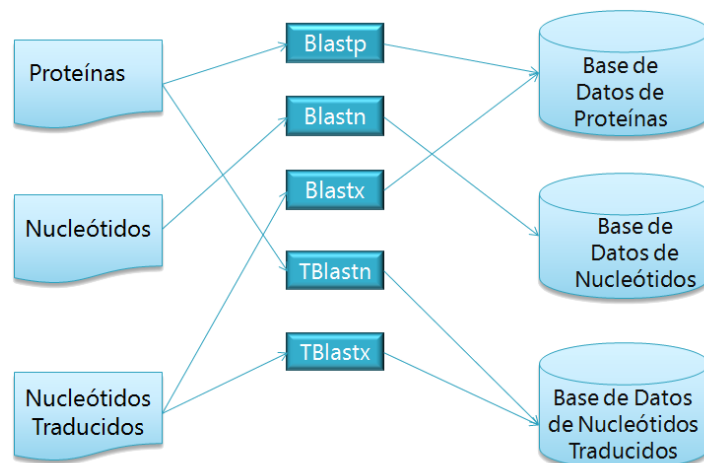 Proteínas
Nucleótidos
Nucleótidos
Traducidos
Blastp
Blastn
Blastx
TBlastn
TBlastx
Base de
Datos de
Proteínas
Base de
Datos de
Nucleótidos
Base de Datos
de Nucleótidos
Traducidos